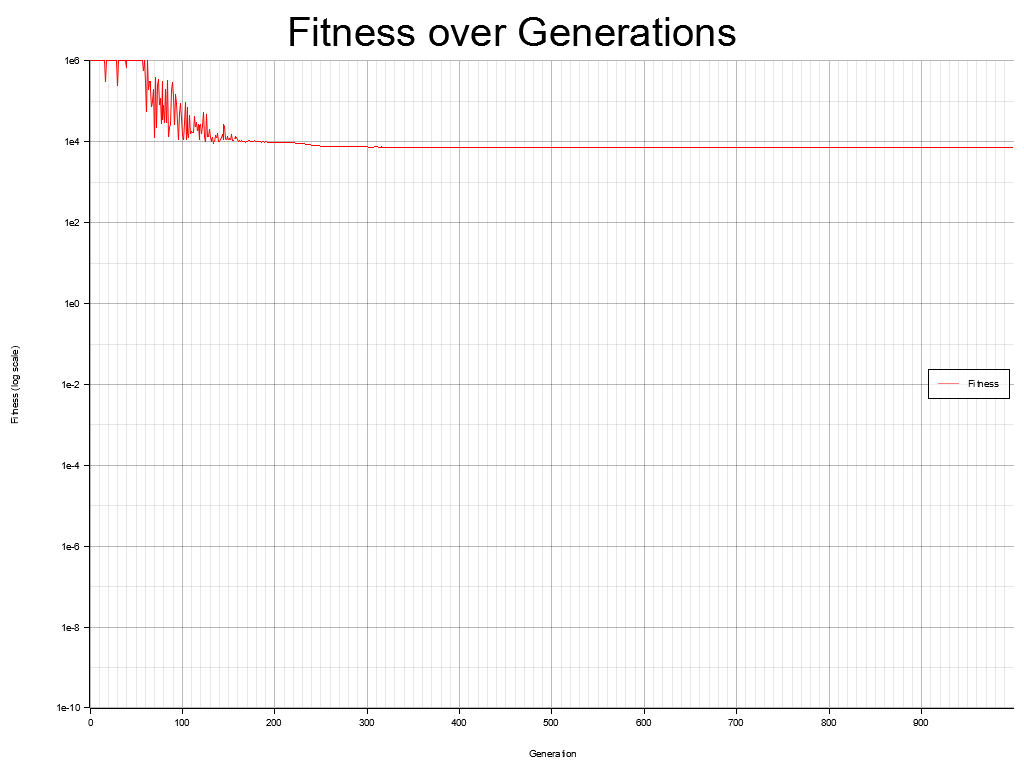 Fitness over Generations
1e6
1e4
1e2
1e0
1e-2
1e-4
1e-6
1e-8
1e-10
Fitness (log scale)
Fitness
0 100 200 300 400 500 600 700 800 900
Generation